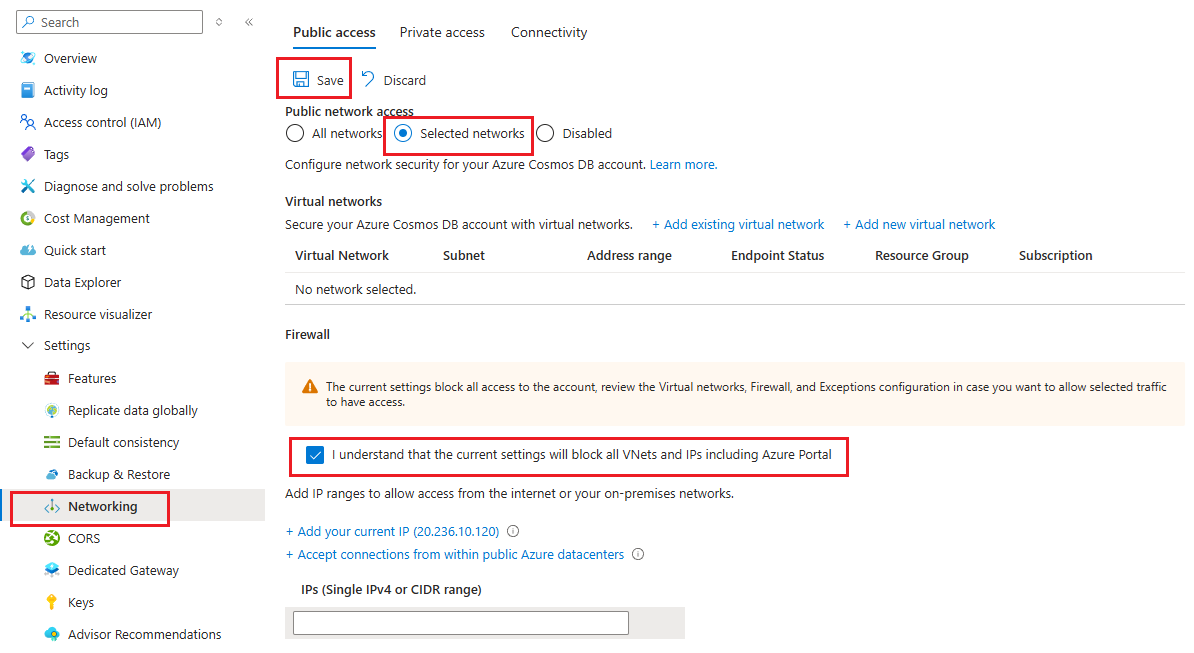 Search
Overview
Activity log
Access control (IAM)
Tags
Diagnose and solve problems
Cost Management
Quick start
Data Explorer
Resource visualizer
Settings
Features
Replicate data globally
Default consistency
Backup & Restore
Networking
CORS
Dedicated Gateway
Keys
Advisor Recommendations
Public access Private access Connectivity
Save Discard
Public network access
All networks Selected networks Disabled
Configure network security for your Azure Cosmos DB account. Learn more.
Virtual networks
Secure your Azure Cosmos DB account with virtual networks. + Add existing virtual network + Add new virtual network
Virtual Network Subnet Address range Endpoint Status Resource Group Subscription
No network selected.
Firewall
The current settings block all access to the account, review the Virtual networks, Firewall, and Exceptions configuration in case you want to allow selected traffic
to have access.
I understand that the current settings will block all VNets and IPs including Azure Portal
Add IP ranges to allow access from the internet or your on-premises networks.
+ Add your current IP (20.236.10.120)
+ Accept connections from within public Azure datacenters
IPs (Single IPv4 or CIDR range)